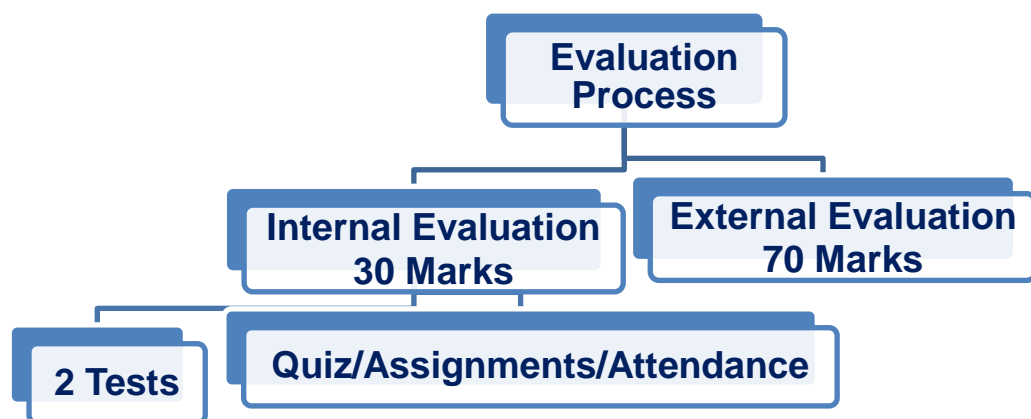 Evaluation
Process
Internal Evaluation
30 Marks
External Evaluation
70 Marks
2 Tests
Quiz/Assignments/Attendance